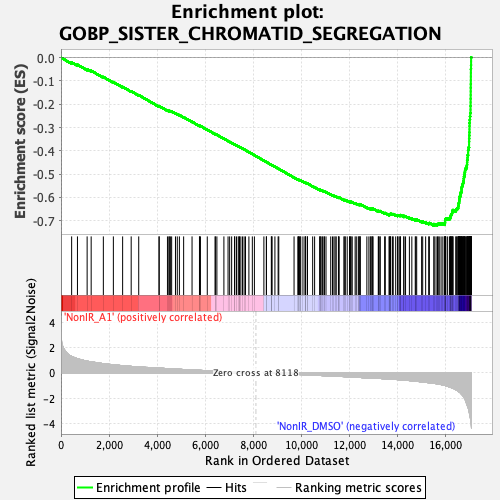 Enrichment plot:
GOBP_SISTER_CHROMATID_SEGREGATION
Enrichment score (ES)
0.0
-0.1
-0.2
-0.3
-0.4
-0.5
-0.6
-0.7
Ranked list metric (Signal2Noise)
'NonIR_A1' (positively correlated)
4
2
0
-2
-4
Zero cross at 8118
'NonIR_DMSO' (negatively correlated)
0
2,000
4,000
6,000
8,000
10,000
12,000
14,000
16,000
Rank in Ordered Dataset
Enrichment profile
Hits
Ranking metric scores